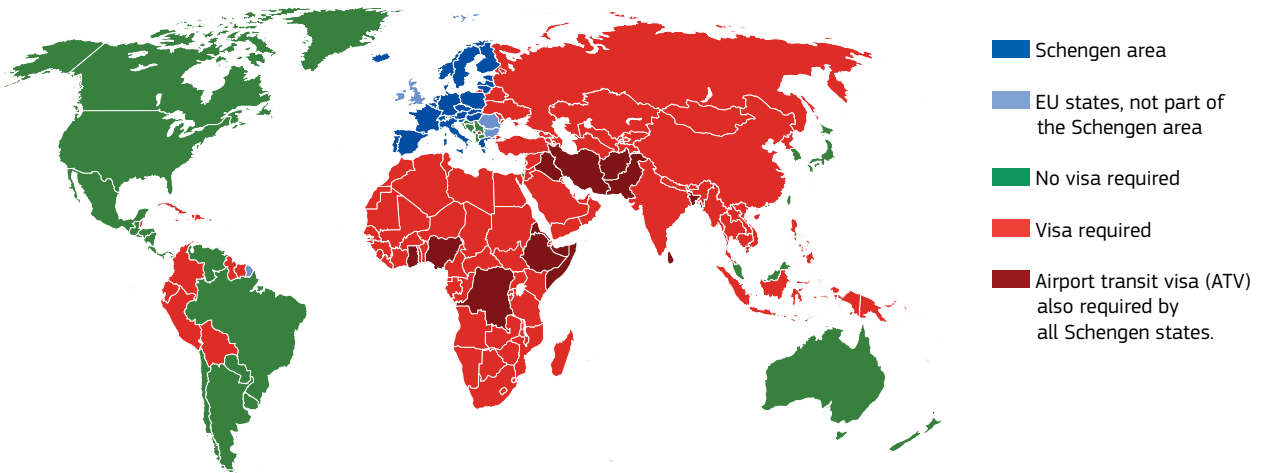 Schengen area
EU states, not part of
the Schengen area
No visa required
Visa required
Airport transit visa (ATV)
also required by
all Schengen states.